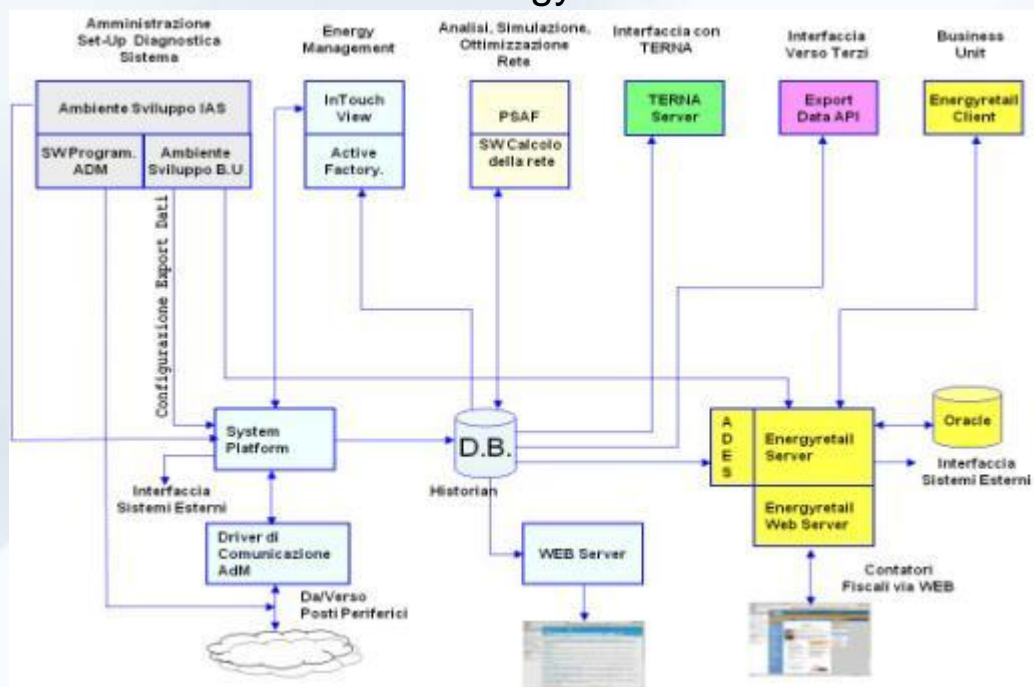 gy
Amministrazione
Set-Up Diagnostica
Sistema
Energy
Management
Analisi, Simulazione,
Ottimizzazione
Rete
Interfaccia con
TERNA
Interfaccia
Verso Terzi
Business
Unit
Ambiente Sviluppo IAS
SW Program.
ADM
Ambiente
Sviluppo B.U
InTouch
View
Active
Factory.
PSAF
SW Calcolo
della rete
TERNA
Server
Export
Data API
Energyretail
Client
Configurazione Export Dati
System
Platform
D.B.
Historian
A
D
E
S
Energyretail
Server
Energyretail
Web Server
Oracle
Interfaccia
Sistemi Esterni
Interfaccia
Sistemi Esterni
Driver di
Comunicazione
AdM
WEB Server
Da/Verso
Posti Periferici
Contatori
Fiscali via WEB